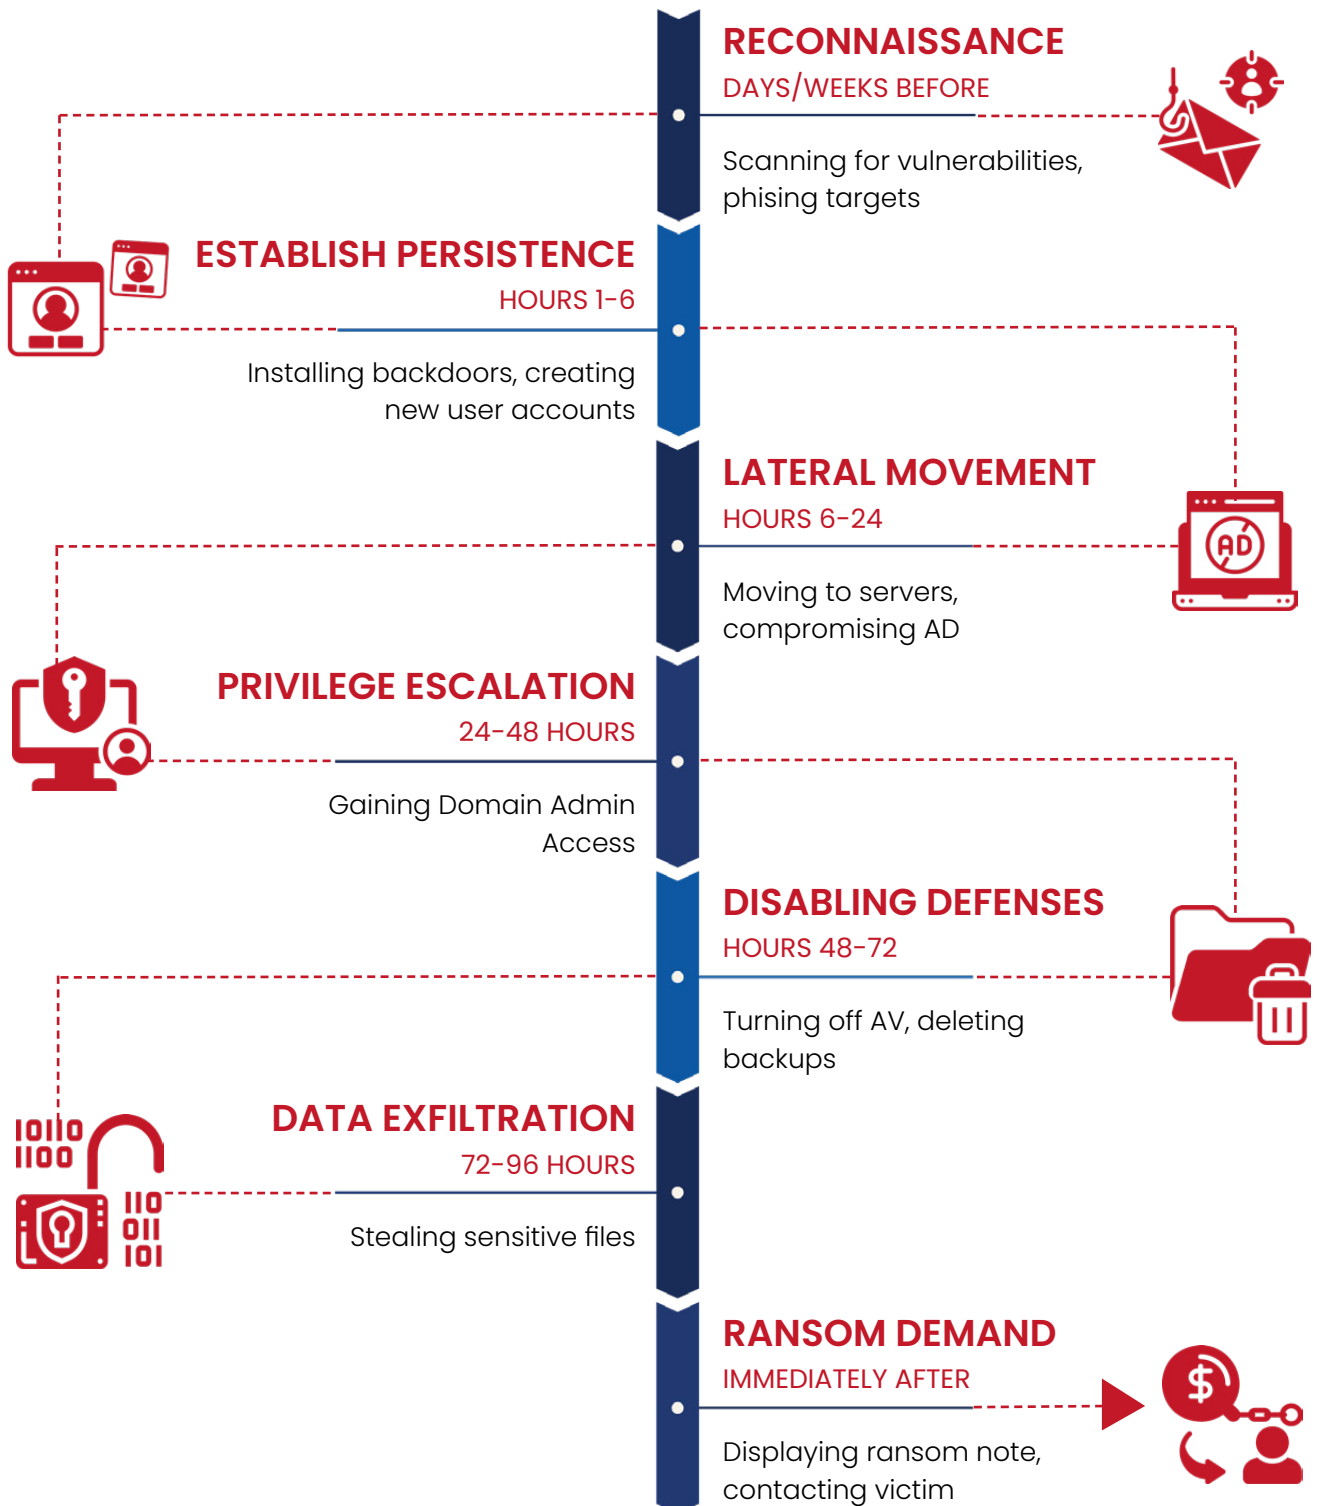 RECONNAISSANCE
DAYS/WEEKS BEFORE
Scanning for vulnerabilities,
phising targets
ESTABLISH PERSISTENCE
HOURS 1-6
Installing backdoors, creating
new user accounts
LATERAL MOVEMENT
HOURS 6-24
AD
Moving to servers,
compromising AD
PRIVILEGE ESCALATION
24-48 HOURS
Gaining Domain Admin
Access
DISABLING DEFENSES
HOURS 48-72
Turning off AV, deleting
backups
10110
1100
110
011
101
DATA EXFILTRATION
72-96 HOURS
Stealing sensitive files
RANSOM DEMAND
IMMEDIATELY AFTER
$
Displaying ransom note,
contacting victim